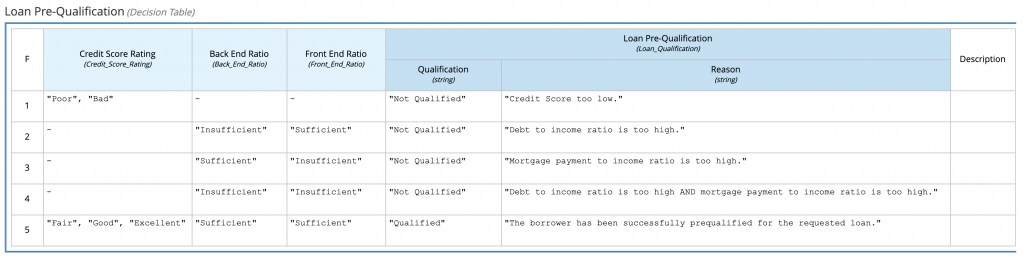 Loan Pre-Qualification (Decision Table)
F
Credit Score Rating
(Credit_Score_Rating)
Back End Ratio
(Back_End_Ratio)
Front End Ratio
(Front_End_Ratio)
Loan Pre-Qualification
(Loan_Qualification)
Qualification
(string)
Reason
(string)
Description
1 "Poor", "Bad" – – "Not Qualified" "Credit Score too low."
2 – "Insufficient" "Sufficient" "Not Qualified" "Debt to income ratio is too high."
3 – "Sufficient" "Insufficient" "Not Qualified" "Mortgage payment to income ratio is too high."
4 – "Insufficient" "Insufficient" "Not Qualified" "Debt to income ratio is too high AND mortgage payment to income ratio is too high."
5 "Fair", "Good", "Excellent" "Sufficient" "Sufficient" "Qualified" "The borrower has been successfully prequalified for the requested loan."